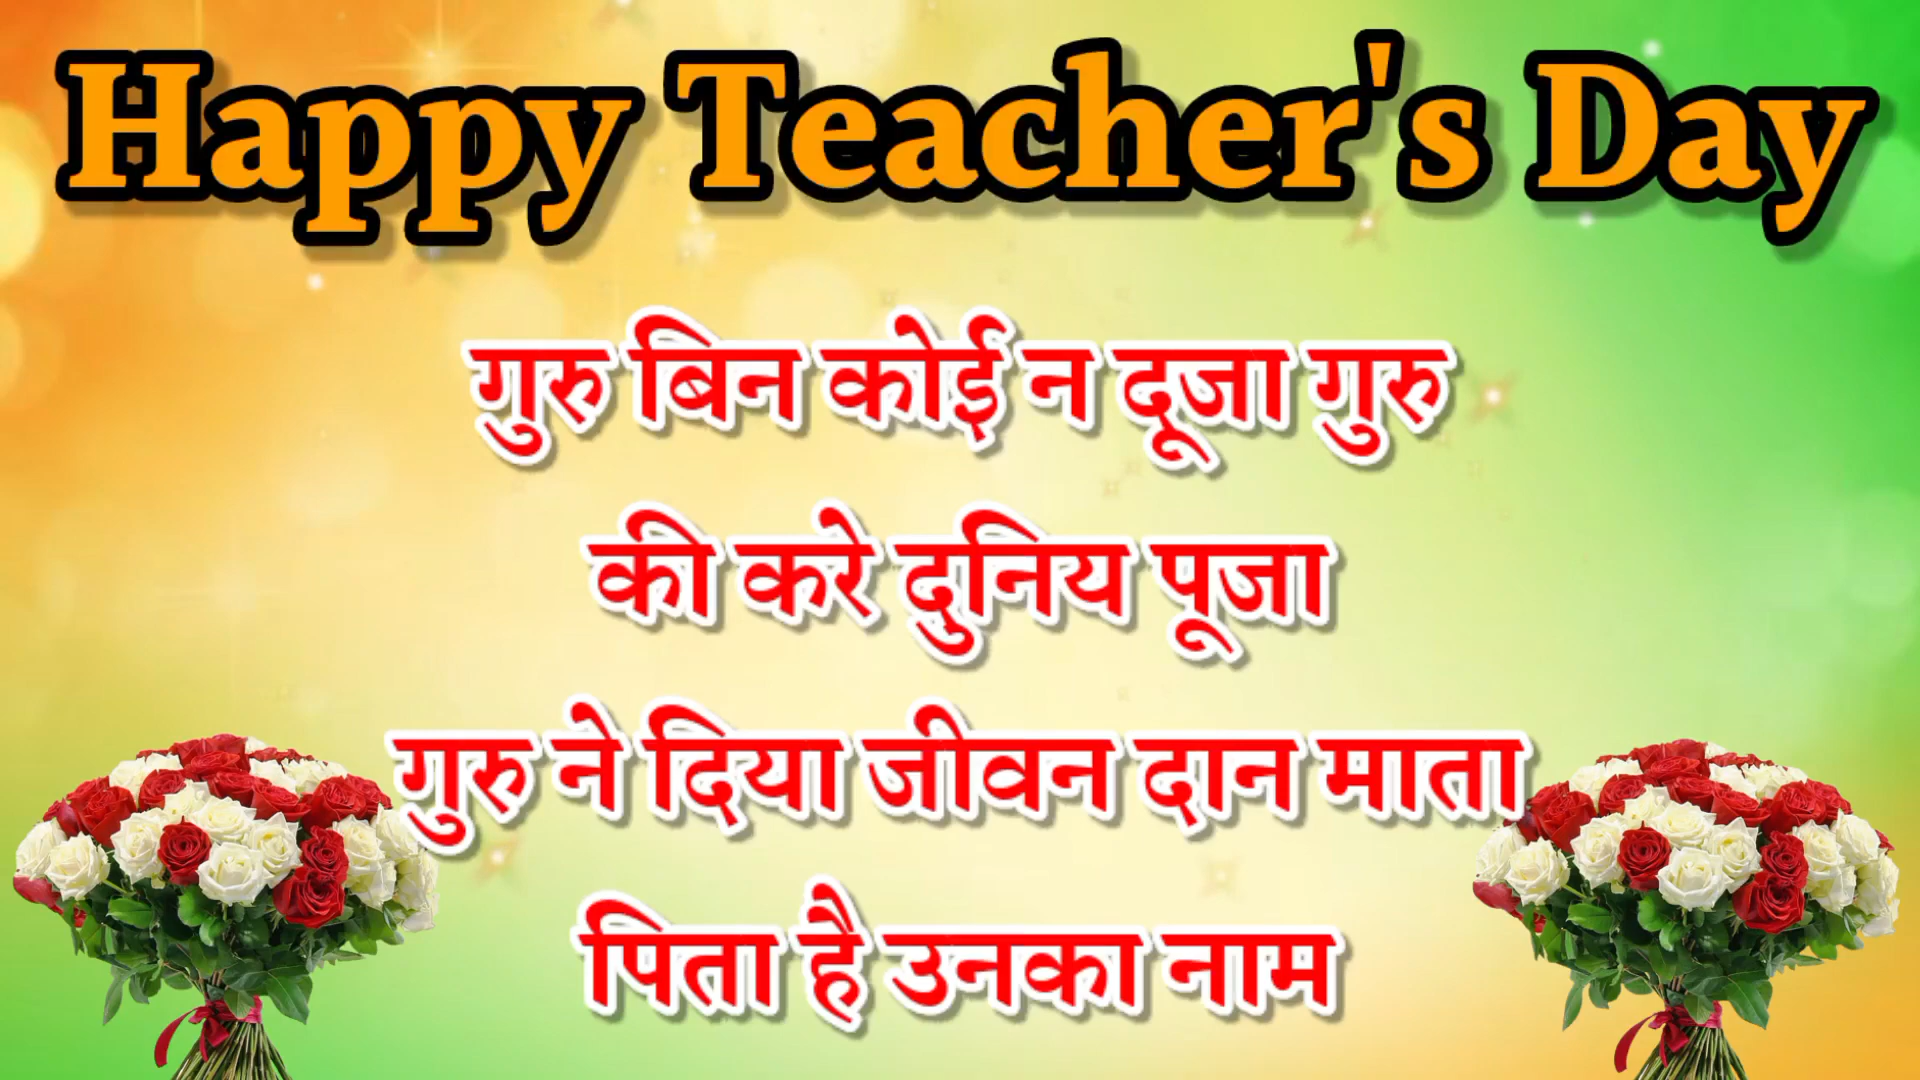 Happy Teacher's Day
गुरु बिन कोई न दूजा गुरु
की करे दुनिय पूजा
गुरु ने दिया जीवन दान माता
पिता है उनका नाम